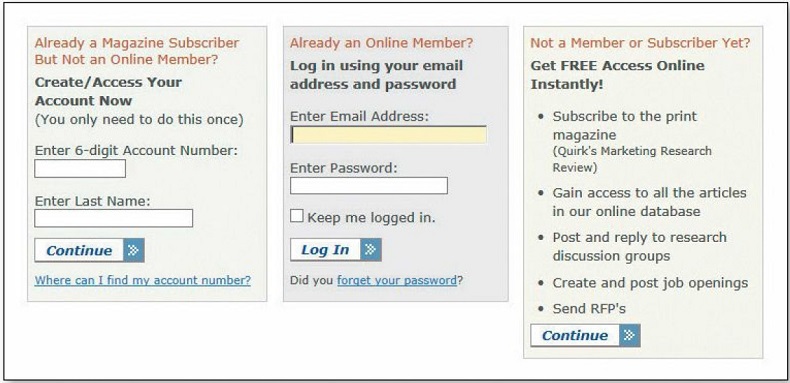 Already a Magazine Subscriber
But Not an Online Member?
Create/Access Your
Account Now
(You only need to do this once)
Enter 6-digit Account Number:
Enter Last Name:
Continue
Where can I find my account number?
Already an Online Member?
Log in using your email
address and password
Enter Email Address:
Enter Password:
Keep me logged in.
Log In
Did you forget your password?
Not a Member or Subscriber Yet?
Get FREE Access Online
Instantly!
• Subscribe to the print
magazine
(Quirk's Marketing Research
Review)
• Gain access to all the articles
in our online database
• Post and reply to research
discussion groups
• Create and post job openings
• Send RFP's
Continue